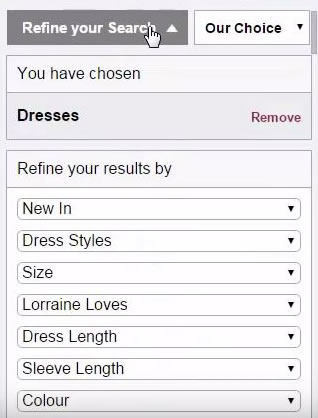 Refine your Search Our Choice
You have chosen
Dresses Remove
Refine your results by
New In
Dress Styles
Size
Lorraine Loves
Dress Length
Sleeve Length
Colour